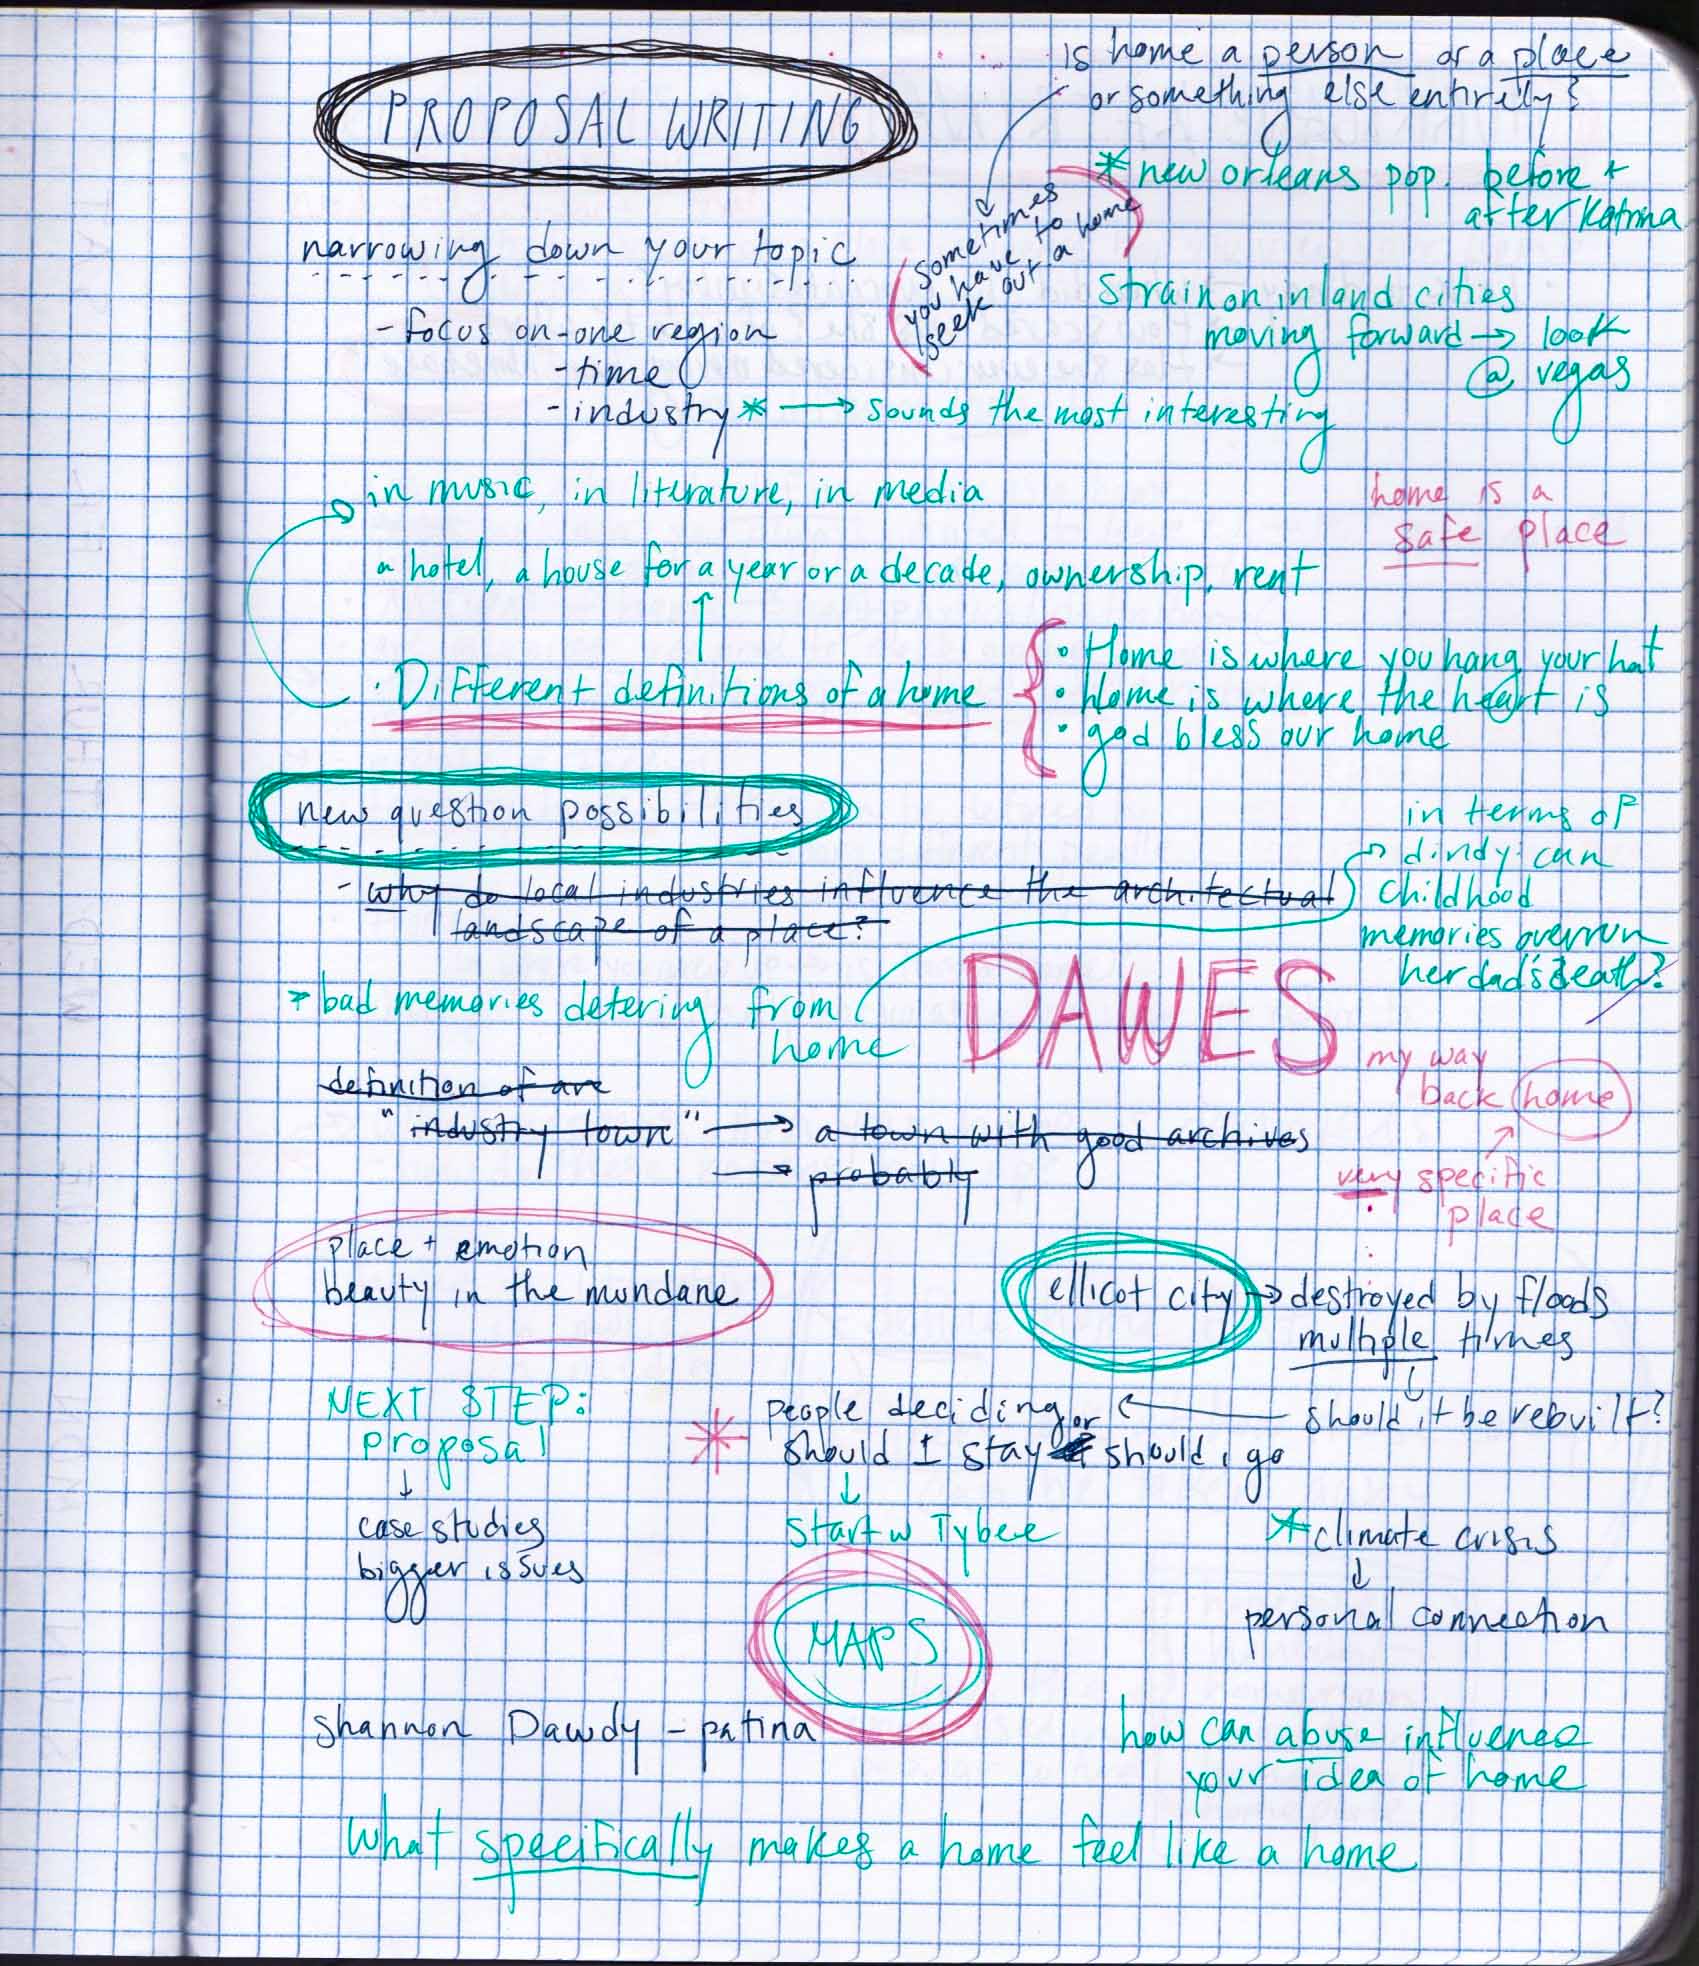 PROPOSAL WRITING
is home a person or a place
or something else entirely?
* new orleans pop. before +
after Katrina
sometimes
you have to
seek out a home
narrowing down your topic
- focus on - one region
- time
- industry * → sounds the most interesting
strain on inland cities
moving forward → look
@ vegas
in music, in literature, in media
home is a
safe place
a hotel, a house for a year or a decade, ownership, rent
· Different definitions of a home
• Home is where you hang your hat
• Home is where the heart is
• god bless our home
new question possibilities
- why do local industries influence the architectual
landscape of a place?
in terms of
dindy: can
childhood
memories overrun
her dad's death?
* bad memories detering from
home
DAWES
my way
back home
very specific
place
definition of are
"industry town" → a town with good archives
→ probably
place + emotion
beauty in the mundane
ellicot city → destroyed by floods
multiple times
should it be rebuilt?
NEXT STEP:
proposal
↓
case studies
bigger issues
* people deciding
should I stay or should i go
↓
start w Tybee
MAPS
* climate crisis
↓
personal connection
Shannon Dawdy - patina
how can abuse influence
your idea of home
What specifically makes a home feel like a home